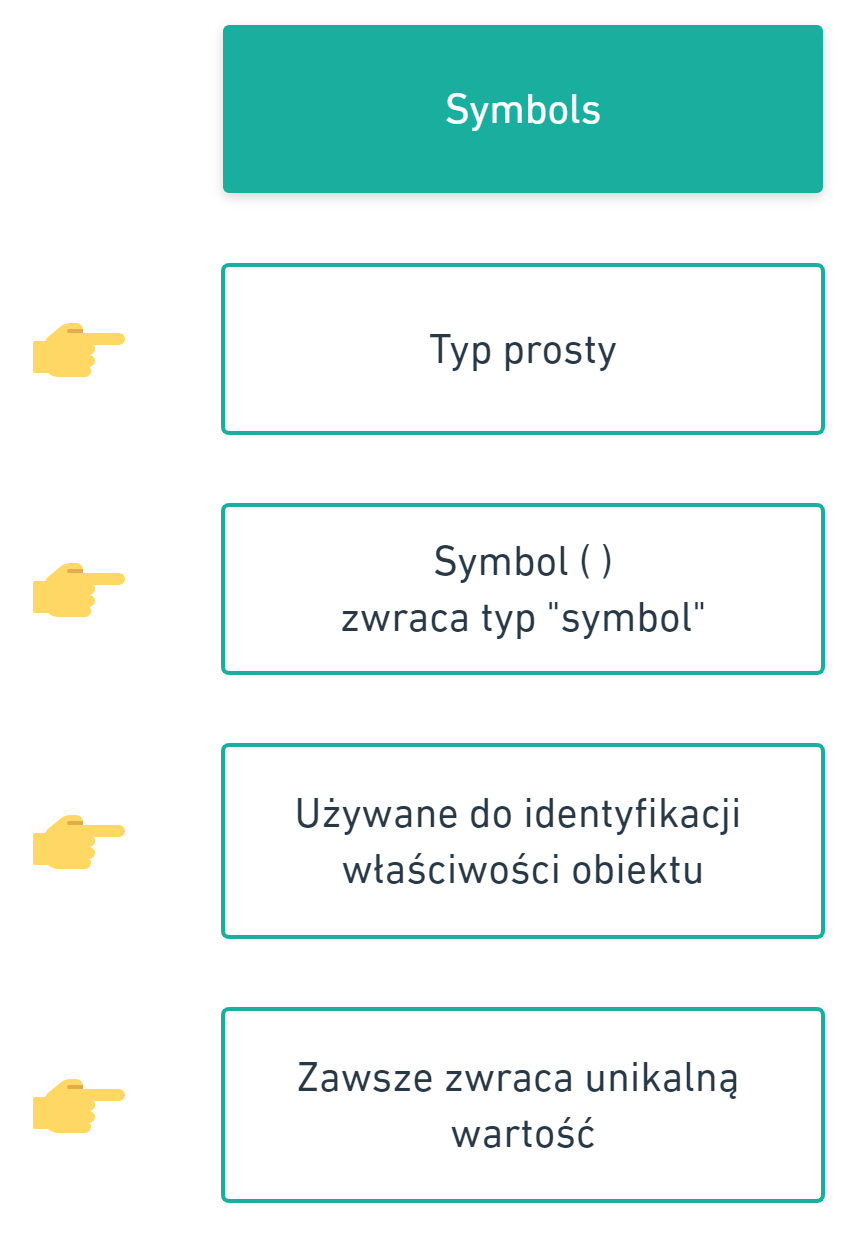 Symbols
Typ prosty
Symbol ( )
zwraca typ "symbol"
Używane do identyfikacji
właściwości obiektu
Zawsze zwraca unikalną
wartość